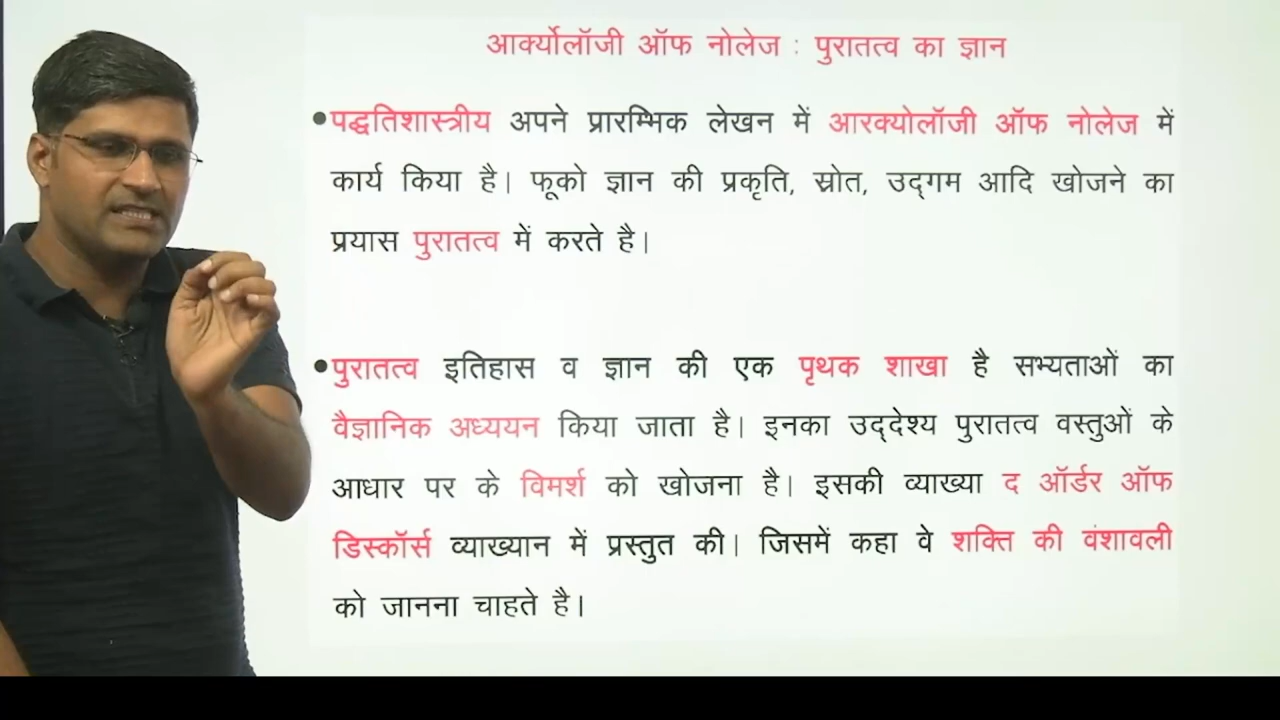 आर्क्योलॉजी ऑफ नोलेज : पुरातत्व का ज्ञान
•पद्धतिशास्त्रीय अपने प्रारम्भिक लेखन में आरक्योलॉजी ऑफ नोलेज में
कार्य किया है। फूको ज्ञान की प्रकृति, स्रोत, उद्गम आदि खोजने का
प्रयास पुरातत्व में करते है।
•पुरातत्व इतिहास व ज्ञान की एक पृथक शाखा है सभ्यताओं का
वैज्ञानिक अध्ययन किया जाता है। इनका उद्देश्य पुरातत्व वस्तुओं के
आधार पर के विमर्श को खोजना है। इसकी व्याख्या द ऑर्डर ऑफ
डिस्कॉर्स व्याख्यान में प्रस्तुत की। जिसमें कहा वे शक्ति की वंशावली
को जानना चाहते है।